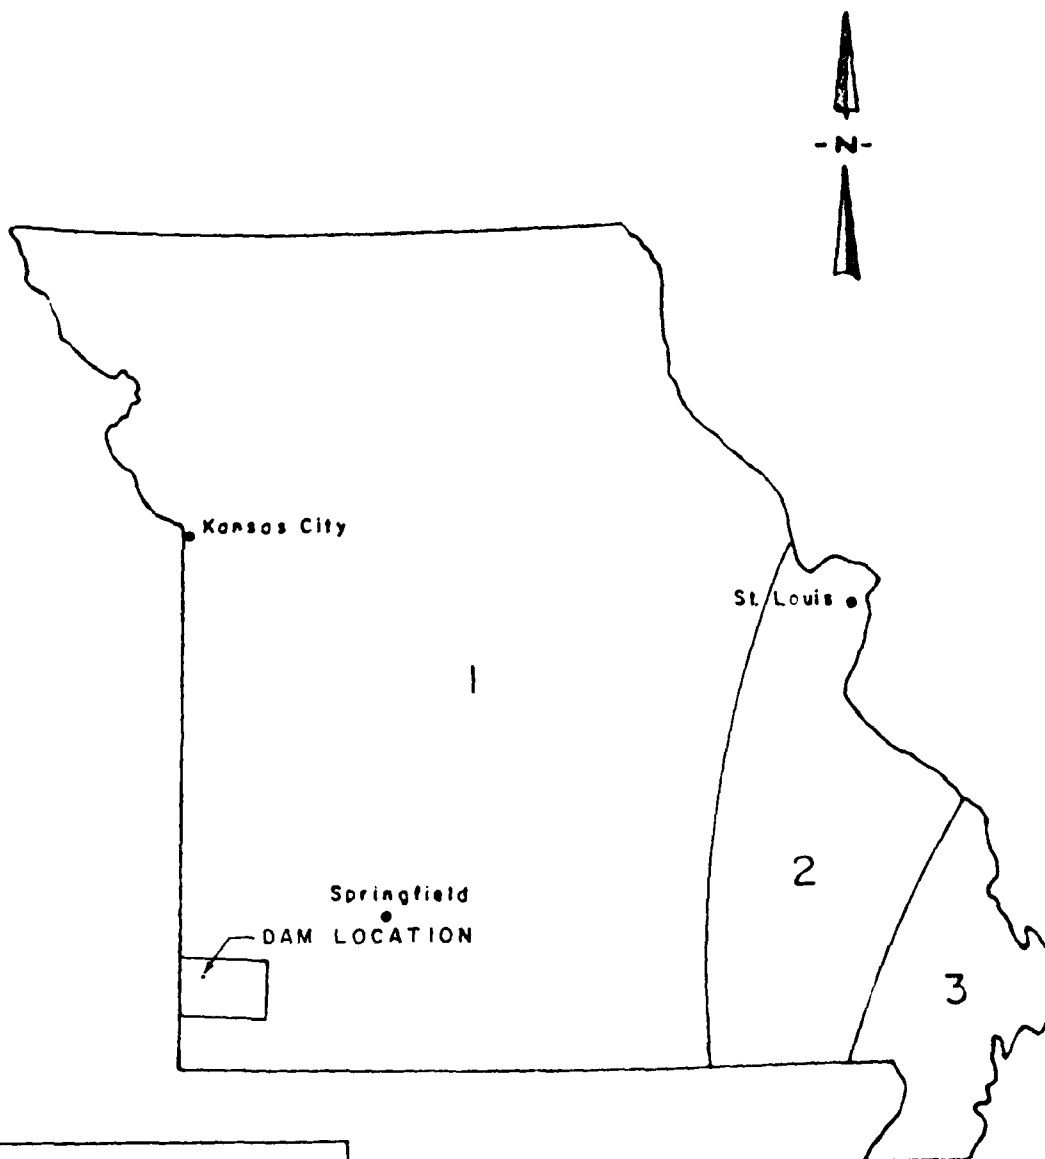 -N-
Kansas City
St. Louis
1
2
Springfield
DAM LOCATION
3